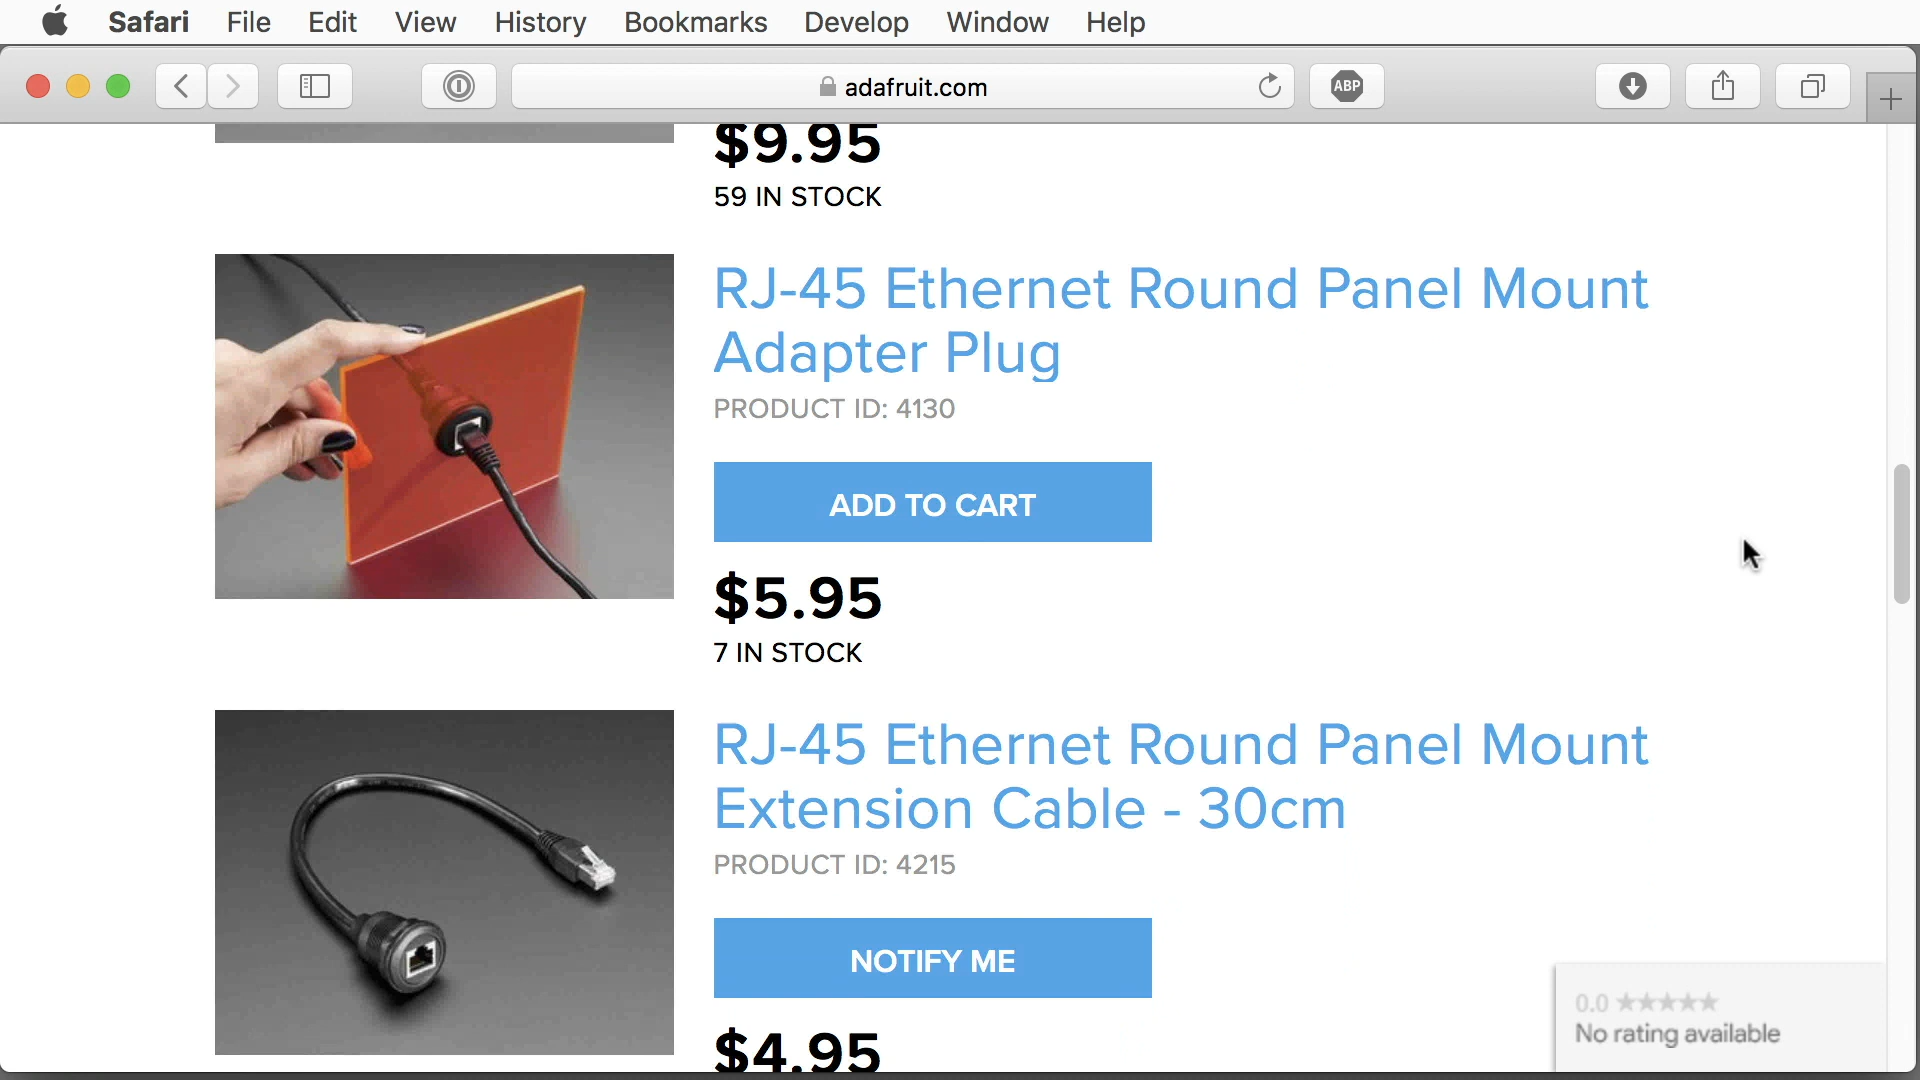 Safari File Edit View History Bookmarks Develop Window Help
adafruit.com
ABP
$9.95
59 IN STOCK
RJ-45 Ethernet Round Panel Mount
Adapter Plug
PRODUCT ID: 4130
ADD TO CART
$5.95
7 IN STOCK
RJ-45 Ethernet Round Panel Mount
Extension Cable - 30cm
PRODUCT ID: 4215
NOTIFY ME
$4.95
0.0 ★★★★★
No rating available